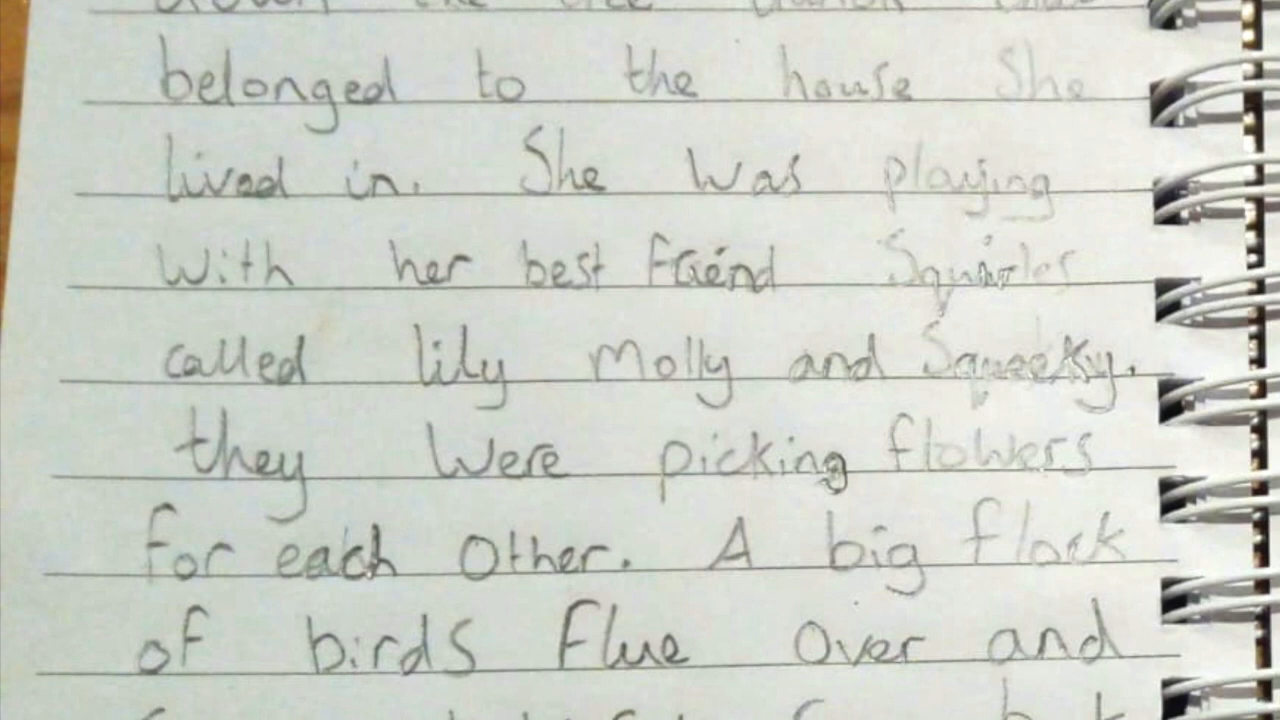 belonged to the house She
lived in. She was playing
with her best friend Squirles
called lily Molly and Squeeky.
they were picking flowers
for each other. A big flock
of birds flue over and